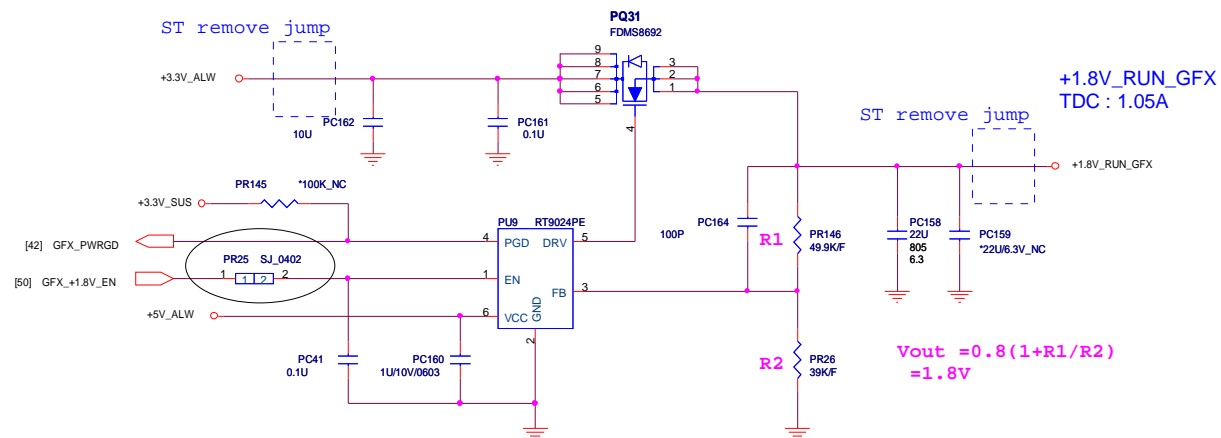 ST remove jump
PQ31
FDMS8692
+3.3V_ALW
9
8
7
6
5
3
2
1
4
PC162
10U
PC161
0.1U
+1.8V_RUN_GFX
TDC : 1.05A
ST remove jump
+1.8V_RUN_GFX
PR145
*100K_NC
+3.3V_SUS
[42] GFX_PWRGD
PR25 SJ_0402
1 1 2 2
[50] GFX_+1.8V_EN
+5V_ALW
PU9 RT9024PE
4 PGD DRV 5
1 EN
FB 3
6 VCC
GND
2
PC41
0.1U
PC160
1U/10V/0603
PC164
100P
R1
PR146
49.9K/F
PC158
22U
805
6.3
PC159
*22U/6.3V_NC
R2
PR26
39K/F
Vout =0.8(1+R1/R2)
=1.8V